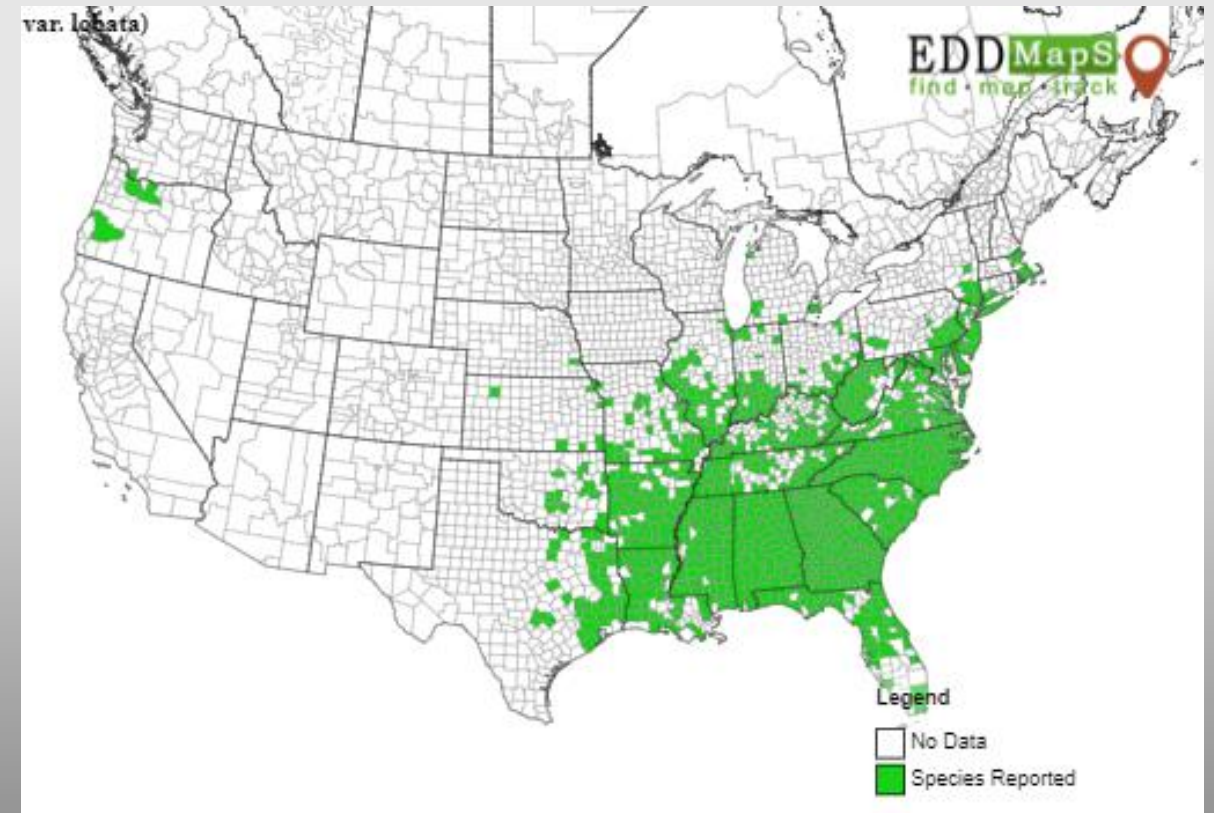 var. lobata)
EDDMapS
find · map · track
Legend
No Data
Species Reported